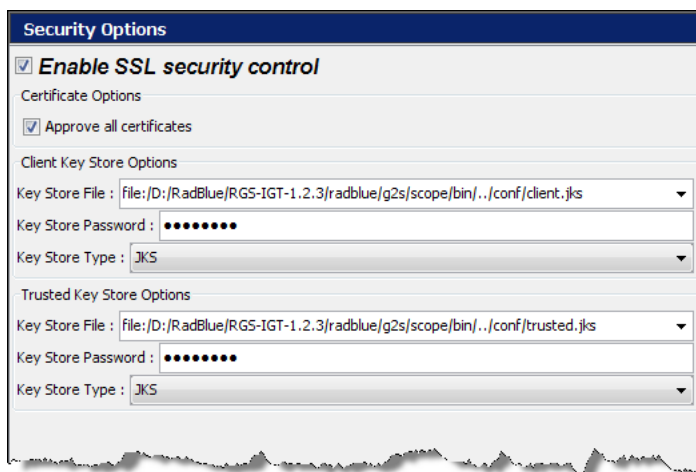 Security Options
Enable SSL security control
Certificate Options
Approve all certificates
Client Key Store Options
Key Store File : file:/D:/RadBlue/RGS-IGT-1.2.3/radblue/g2s/scope/bin/../conf/client.jks
Key Store Password : ●●●●●●●●
Key Store Type : JKS
Trusted Key Store Options
Key Store File : file:/D:/RadBlue/RGS-IGT-1.2.3/radblue/g2s/scope/bin/../conf/trusted.jks
Key Store Password : ●●●●●●●●
Key Store Type : JKS